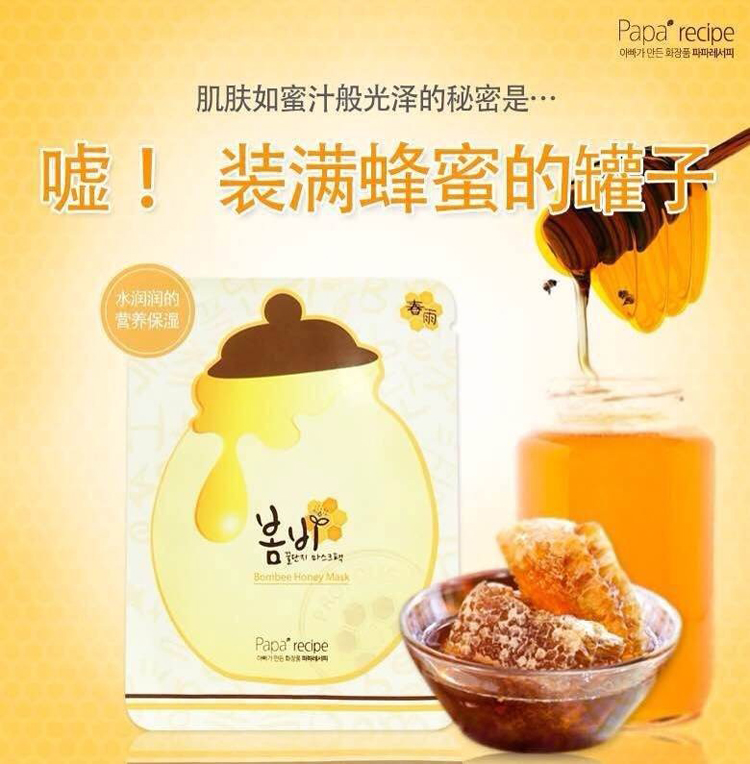 Papa recipe
아빠가 만든 화장품 파파레서피
肌肤如蜜汁般光泽的秘密是…
嘘！ 装满蜂蜜的罐子
水润润的
营养保湿
春雨
봄비
꿀단지 마스크팩
Bombee Honey Mask
Papa recipe
아빠가 만든 화장품 파파레서피